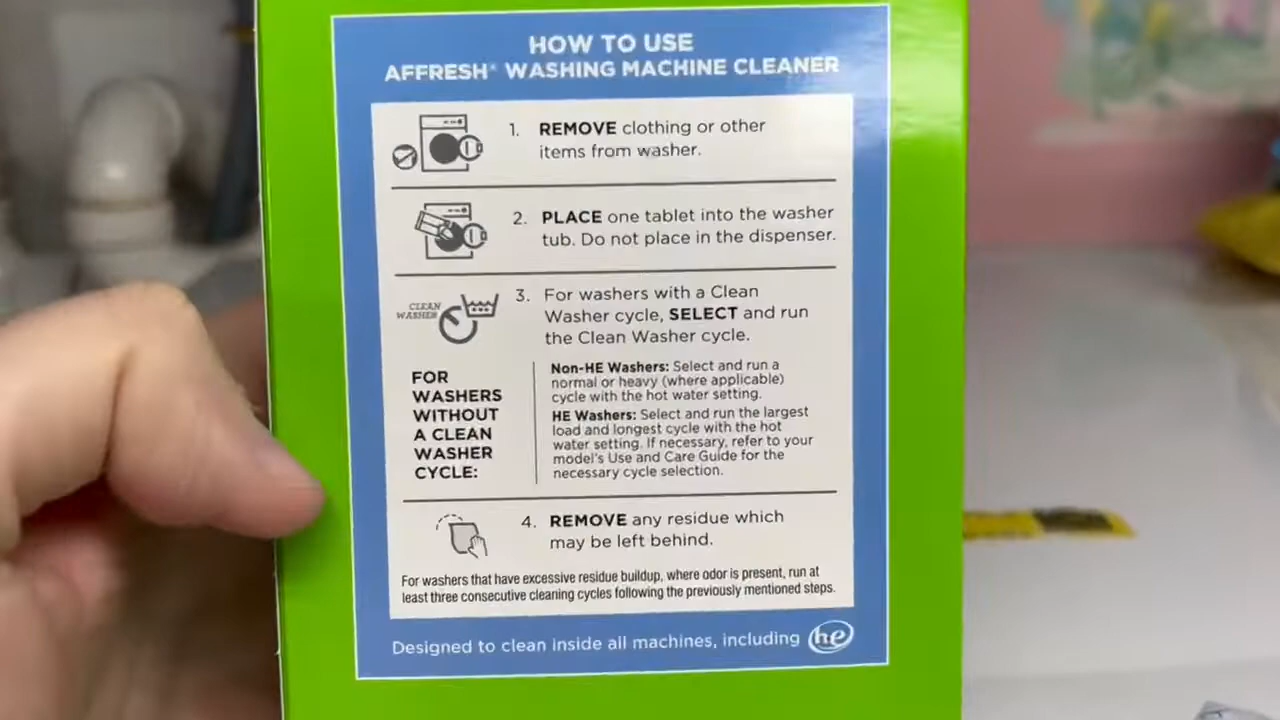 HOW TO USE
AFFRESH® WASHING MACHINE CLEANER
1. REMOVE clothing or other
items from washer.
2. PLACE one tablet into the washer
tub. Do not place in the dispenser.
CLEAN
WASHER
3. For washers with a Clean
Washer cycle, SELECT and run
the Clean Washer cycle.
FOR
WASHERS
WITHOUT
A CLEAN
WASHER
CYCLE:
Non-HE Washers: Select and run a
normal or heavy (where applicable)
cycle with the hot water setting.
HE Washers: Select and run the largest
load and longest cycle with the hot
water setting. If necessary, refer to your
model's Use and Care Guide for the
necessary cycle selection.
4. REMOVE any residue which
may be left behind.
For washers that have excessive residue buildup, where odor is present, run at
least three consecutive cleaning cycles following the previously mentioned steps.
Designed to clean inside all machines, including he